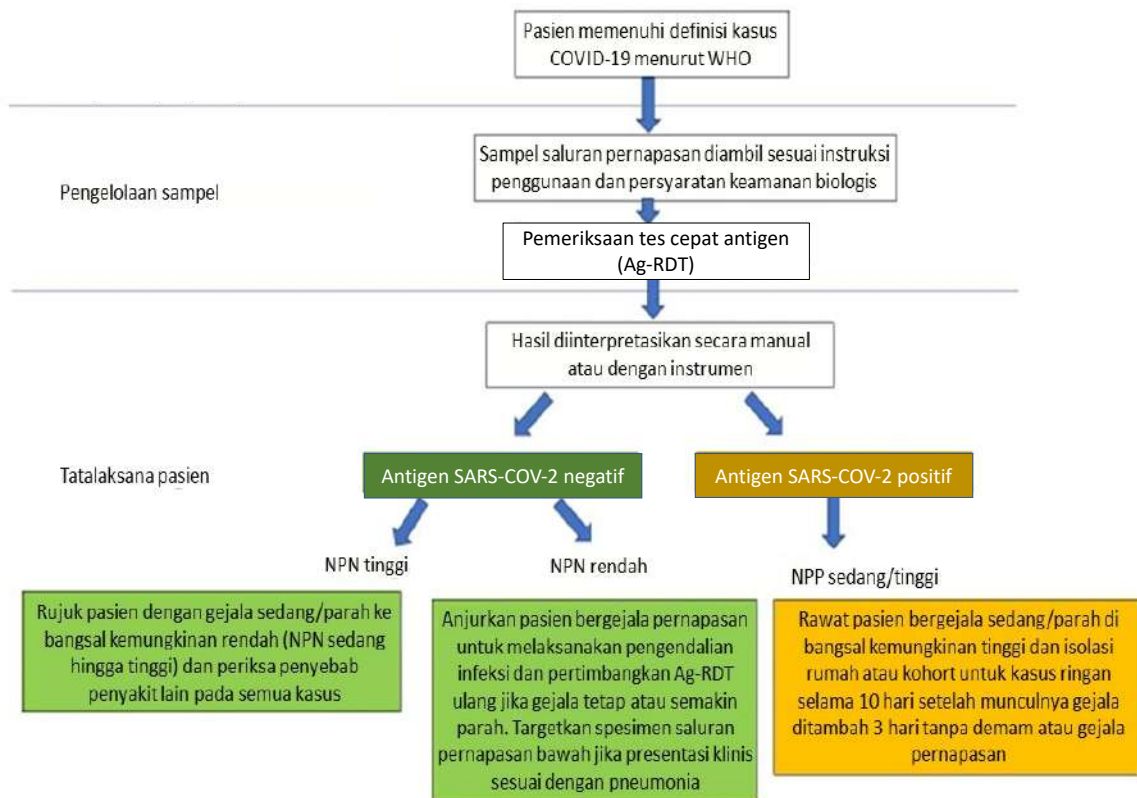 Pasien memenuhi definisi kasus
COVID-19 menurut WHO
Pengelolaan sampel
Sampel saluran pernapasan diambil sesuai instruksi
penggunaan dan persyaratan keamanan biologis
Pemeriksaan tes cepat antigen
(Ag-RDT)
Hasil diinterpretasikan secara manual
atau dengan instrumen
Tatalaksana pasien
Antigen SARS-COV-2 negatif
Antigen SARS-COV-2 positif
NPN tinggi
NPN rendah
NPP sedang/tinggi
Rujuk pasien dengan gejala sedang/parah ke
bangsal kemungkinan rendah (NPN sedang
hingga tinggi) dan periksa penyebab
penyakit lain pada semua kasus
Anjurkan pasien bergejala pernapasan
untuk melaksanakan pengendalian
infeksi dan pertimbangkan Ag-RDT
ulang jika gejala tetap atau semakin
parah. Targetkan spesimen saluran
pernapasan bawah jika presentasi klinis
sesuai dengan pneumonia
Rawat pasien bergejala sedang/parah di
bangsal kemungkinan tinggi dan isolasi
rumah atau kohort untuk kasus ringan
selama 10 hari setelah munculnya gejala
ditambah 3 hari tanpa demam atau gejala
pernapasan